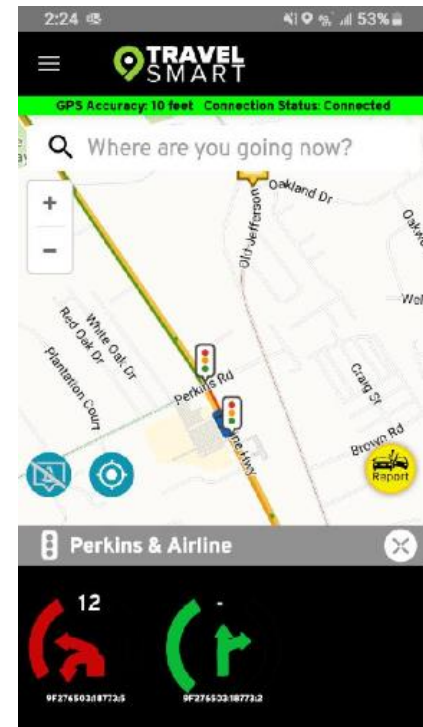 2:24 53%
TRAVEL
SMART
GPS Accuracy: 10 feet Connection Status: Connected
Where are you going now?
+
Oakland Dr
-
Old Jefferson
White Oak Dr
Red Oak Dr
Plantation Court
Perkins Rd
Craig St
Brown Rd
ne Hwy
Report
Perkins & Airline
12 -
9F276503:18773:5 9F276503:18773:2